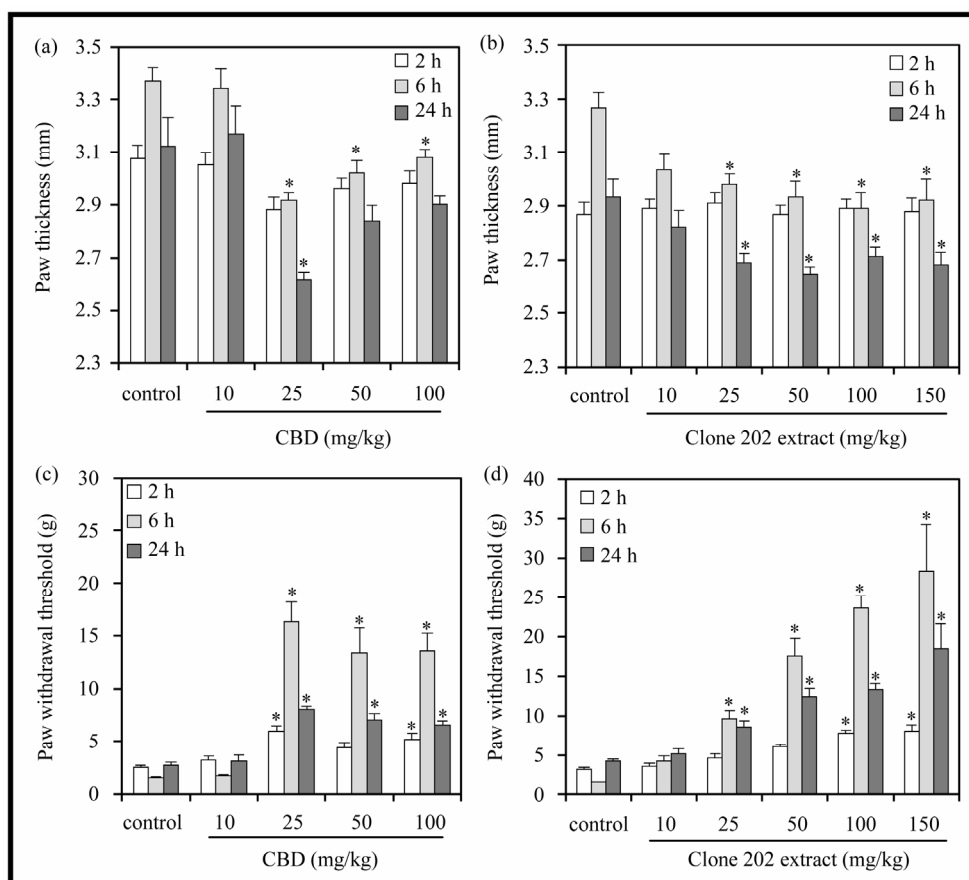 (a)
3.5
3.3
3.1
2.9
2.7
2.5
2.3
Paw thickness (mm)
2 h
6 h
24 h
* * * *
control 10 25 50 100
CBD (mg/kg)
(b)
3.5
3.3
3.1
2.9
2.7
2.5
2.3
Paw thickness (mm)
2 h
6 h
24 h
* * * * * * * *
control 10 25 50 100 150
Clone 202 extract (mg/kg)
(c)
30
25
20
15
10
5
0
Paw withdrawal threshold (g)
2 h
6 h
24 h
* * * * * * * *
control 10 25 50 100
CBD (mg/kg)
(d)
40
35
30
25
20
15
10
5
0
Paw withdrawal threshold (g)
2 h
6 h
24 h
* * * * * * * * * *
control 10 25 50 100 150
Clone 202 extract (mg/kg)